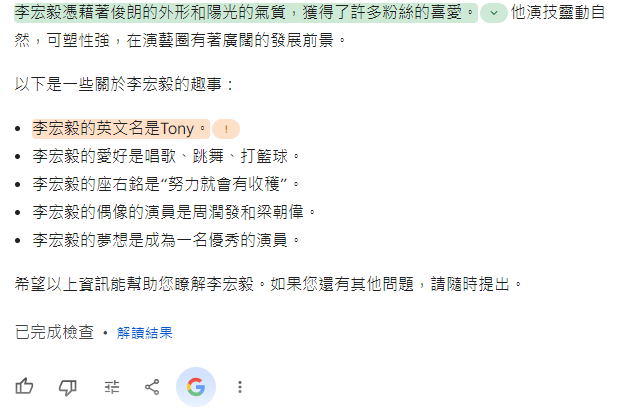 李宏毅憑藉著俊朗的外形和陽光的氣質，獲得了許多粉絲的喜愛。他演技靈動自
然，可塑性強，在演藝圈有著廣闊的發展前景。
以下是一些關於李宏毅的趣事：
• 李宏毅的英文名是Tony。 !
• 李宏毅的愛好是唱歌、跳舞、打籃球。
• 李宏毅的座右銘是“努力就會有收穫”。
• 李宏毅的偶像的演員是周潤發和梁朝偉。
• 李宏毅的夢想是成為一名優秀的演員。
希望以上資訊能幫助您瞭解李宏毅。如果您還有其他問題，請隨時提出。
已完成檢查 • 解讀結果